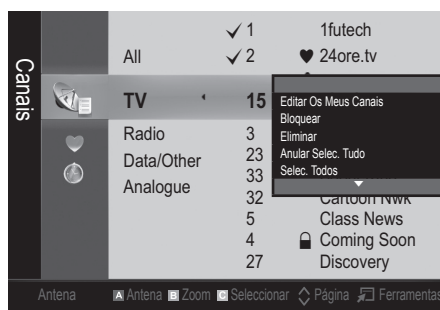 Canais
✓ 1 1futech
All ✓ 2 ♥ 24ore.tv
TV 15
Editar Os Meus Canais
Bloquear
Eliminar
Anular Selec. Tudo
Selec. Todos
Radio 3
Data/Other 23
Analogue 33
32 Cartoon Nwk
5 Class News
4 Coming Soon
27 Discovery
Antena A Antena B Zoom C Seleccionar Página Ferramentas